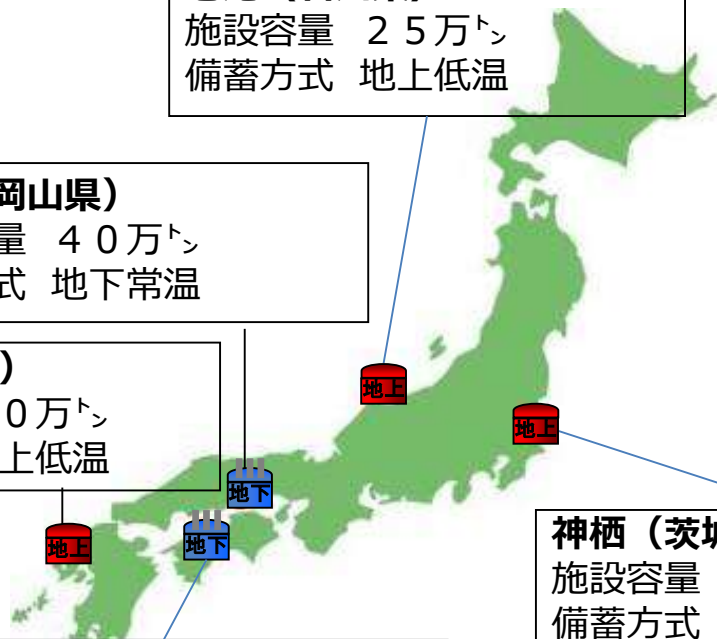 施設容量 ２５万㌧
備蓄方式 地上低温
岡山県）
量 ４０万㌧
式 地下常温
）
０万㌧
上低温
地上
地上
地下
地下
地上
神栖（茨城
施設容量
備蓄方式